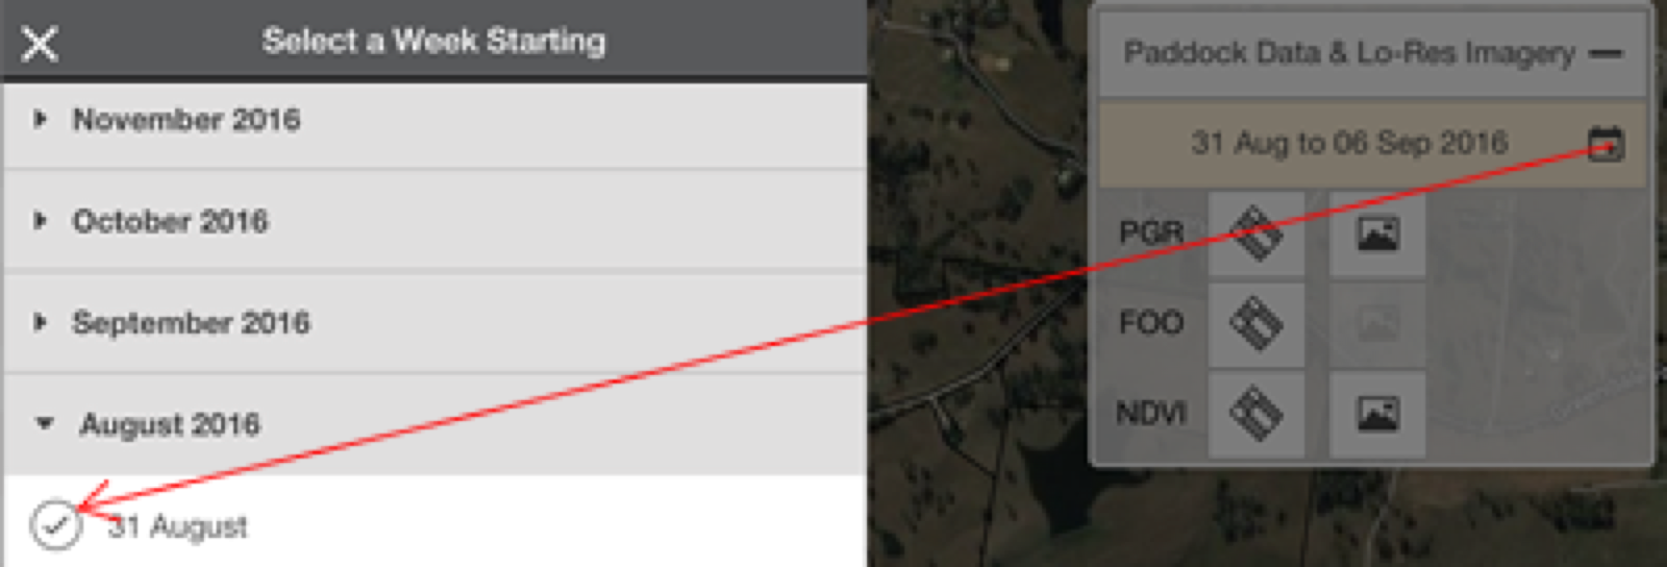 Select a Week Starting
November 2016
October 2016
September 2016
August 2016
31 August
Paddock Data & Lo-Res Imagery
31 Aug to 06 Sep 2016
PGR
FOO
NDVI